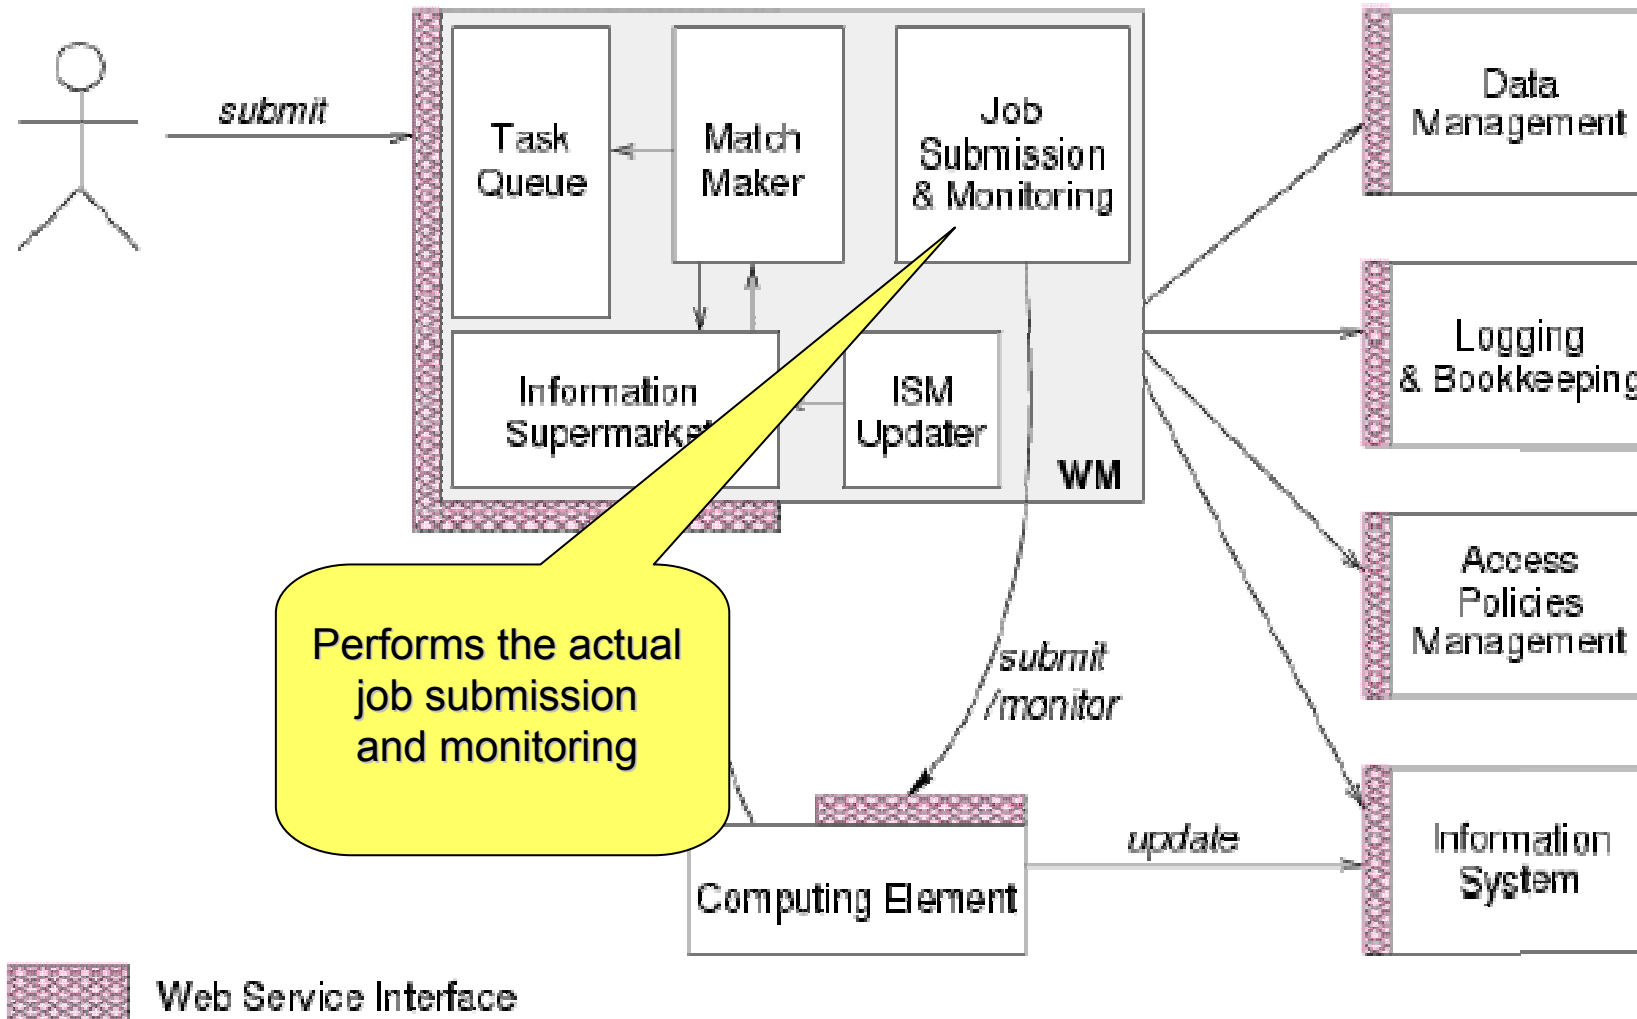 submit
Task
Queue
Match
Maker
Job
Submission
& Monitoring
Information
Supermarket
ISM
Updater
WM
Data
Management
Logging
& Bookkeeping
Access
Policies
Management
Performs the actual
job submission
and monitoring
submit
/monitor
update
Computing Element
Information
System
Web Service Interface